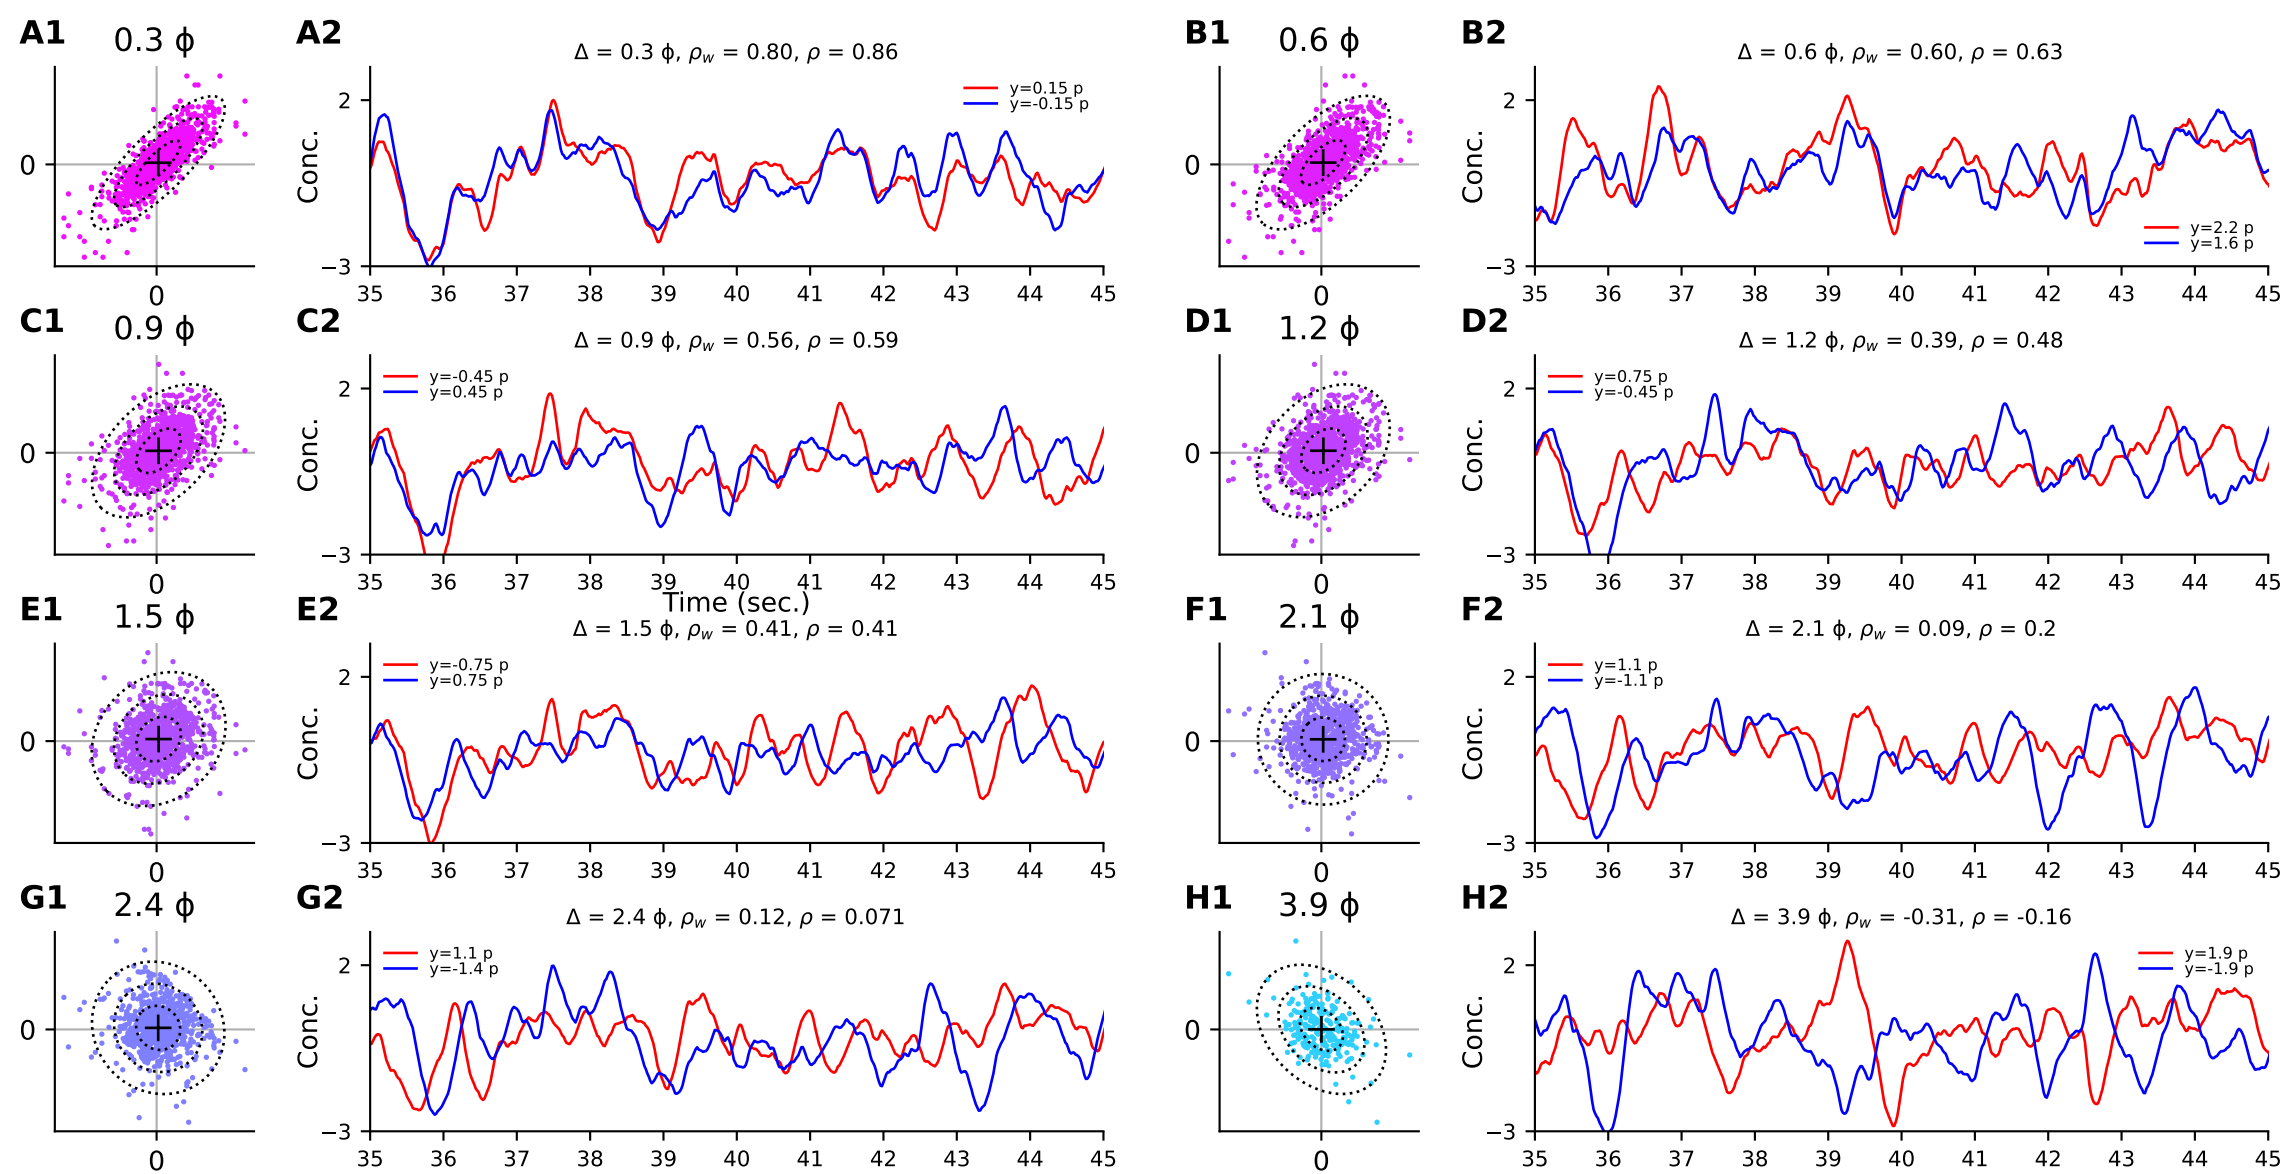 A1 0.3 ϕ
0
0
A2
Δ = 0.3 ϕ, ρw = 0.80, ρ = 0.86
y=0.15 p
y=-0.15 p
Conc.
2
−3
35 36 37 38 39 40 41 42 43 44 45
B1 0.6 ϕ
0
0
B2
Δ = 0.6 ϕ, ρw = 0.60, ρ = 0.63
y=2.2 p
y=1.6 p
Conc.
2
−3
35 36 37 38 39 40 41 42 43 44 45
C1 0.9 ϕ
0
0
C2
Δ = 0.9 ϕ, ρw = 0.56, ρ = 0.59
y=-0.45 p
y=0.45 p
Conc.
2
−3
35 36 37 38 39 40 41 42 43 44 45
Time (sec.)
D1 1.2 ϕ
0
0
D2
Δ = 1.2 ϕ, ρw = 0.39, ρ = 0.48
y=0.75 p
y=-0.45 p
Conc.
2
−3
35 36 37 38 39 40 41 42 43 44 45
E1 1.5 ϕ
0
0
E2
Δ = 1.5 ϕ, ρw = 0.41, ρ = 0.41
y=-0.75 p
y=0.75 p
Conc.
2
−3
35 36 37 38 39 40 41 42 43 44 45
F1 2.1 ϕ
0
0
F2
Δ = 2.1 ϕ, ρw = 0.09, ρ = 0.2
y=1.1 p
y=-1.1 p
Conc.
2
−3
35 36 37 38 39 40 41 42 43 44 45
G1 2.4 ϕ
0
0
G2
Δ = 2.4 ϕ, ρw = 0.12, ρ = 0.071
y=1.1 p
y=-1.4 p
Conc.
2
−3
35 36 37 38 39 40 41 42 43 44 45
H1 3.9 ϕ
0
0
H2
Δ = 3.9 ϕ, ρw = -0.31, ρ = -0.16
y=1.9 p
y=-1.9 p
Conc.
2
−3
35 36 37 38 39 40 41 42 43 44 45